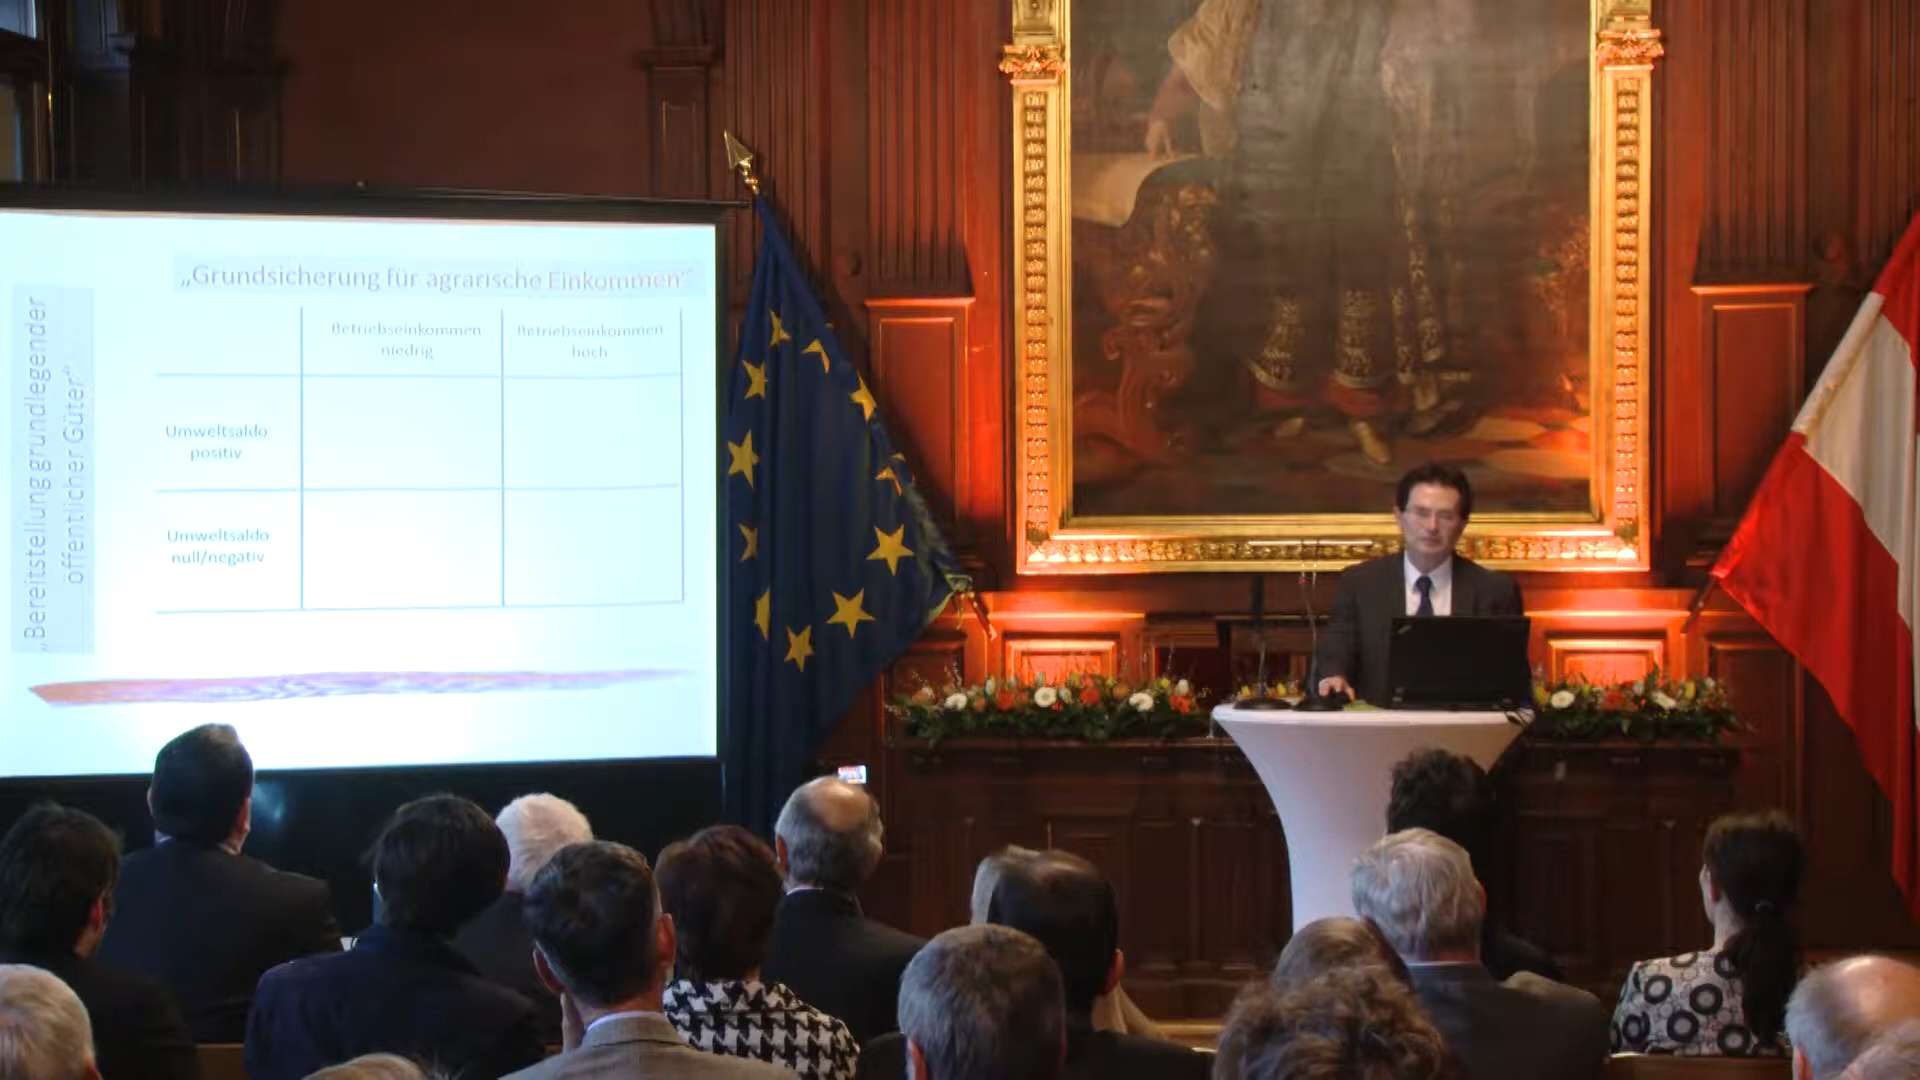 „Grundsicherung für agrarische Einkommen“
„Bereitstellung grundlegender
öffentlicher Güter“
Betriebseinkommen
niedrig
Betriebseinkommen
hoch
Umweltsaldo
positiv
Umweltsaldo
null/negativ